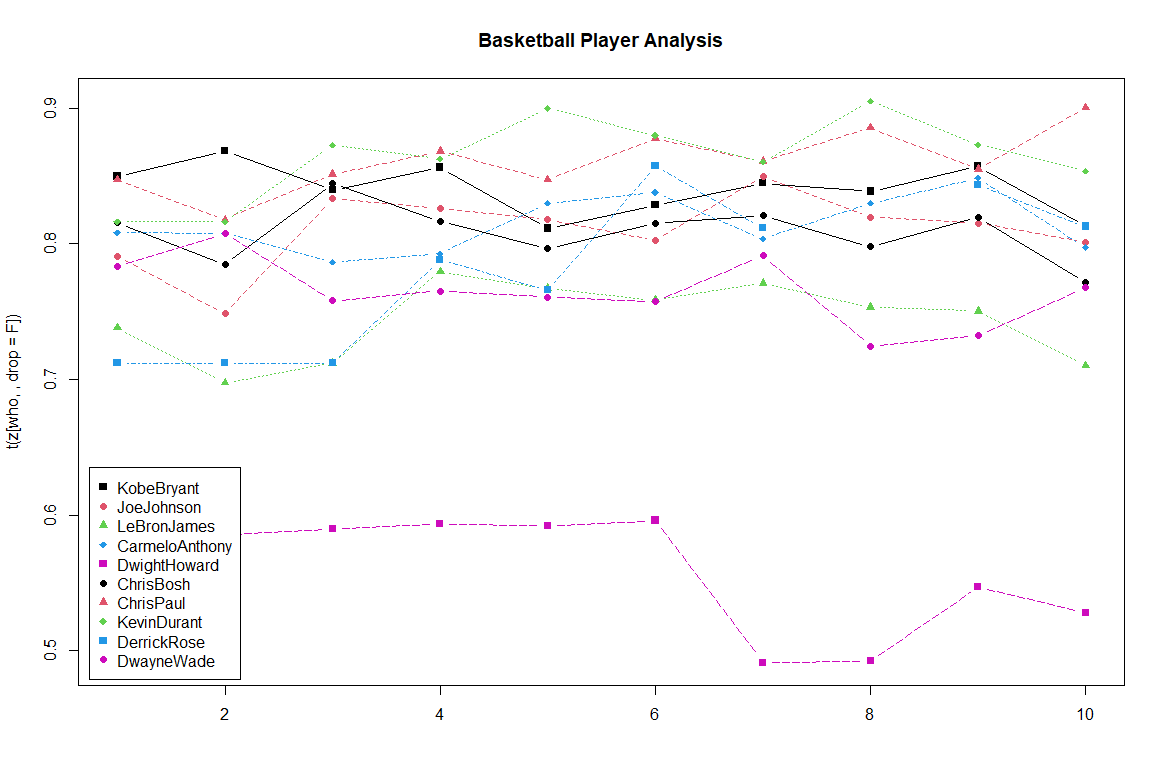 Basketball Player Analysis
t(z[who, , drop = F])
0.9
0.8
0.7
0.6
0.5
KobeBryant
JoeJohnson
LeBronJames
CarmeloAnthony
DwightHoward
ChrisBosh
ChrisPaul
KevinDurant
DerrickRose
DwayneWade
2 4 6 8 10